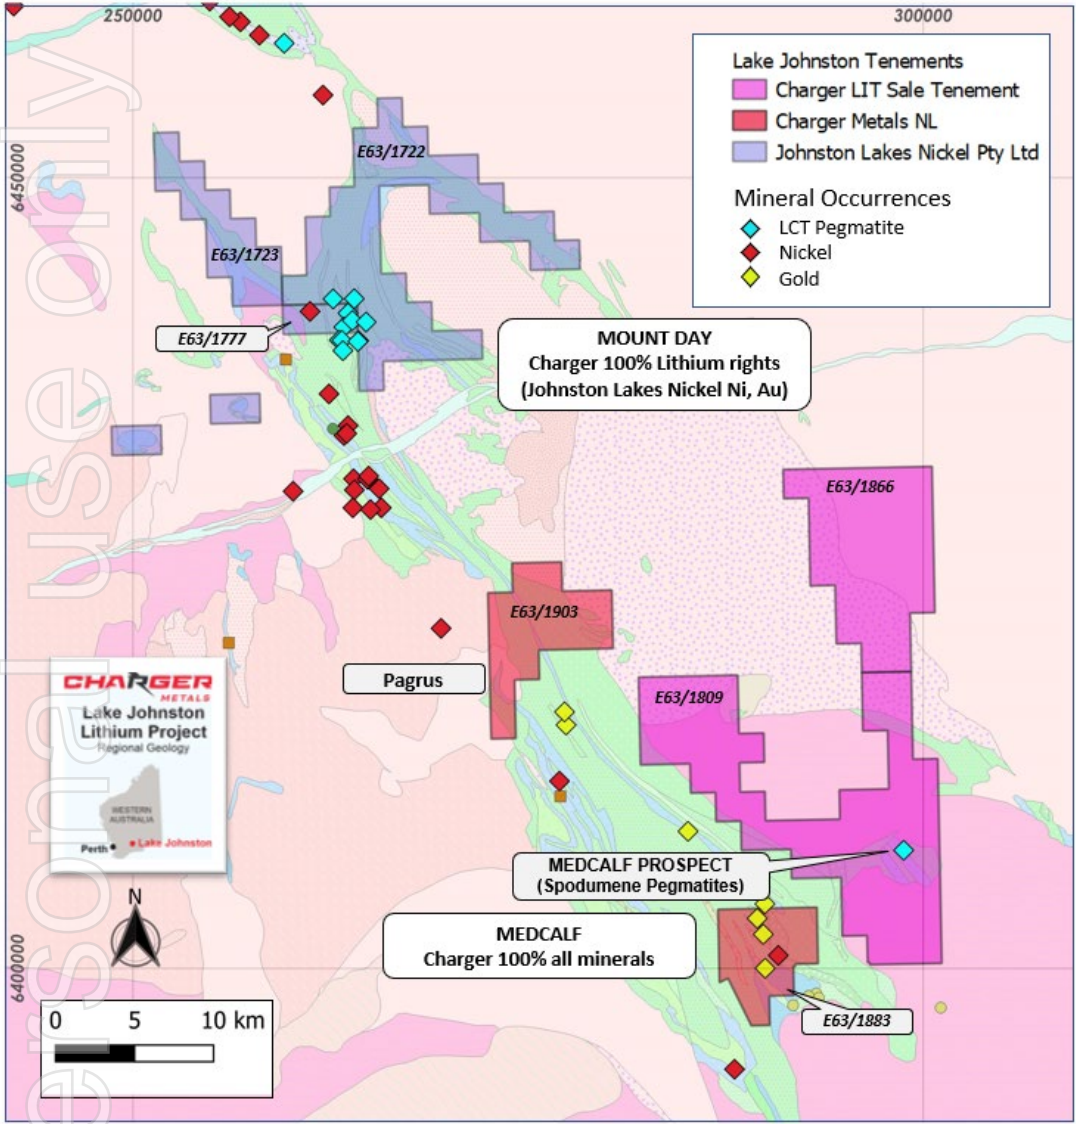 250000
300000
Lake Johnston Tenements
Charger LIT Sale Tenement
Charger Metals NL
Johnston Lakes Nickel Pty Ltd
Mineral Occurrences
LCT Pegmatite
Nickel
Gold
6450000
E63/1722
E63/1723
E63/1777
MOUNT DAY
Charger 100% Lithium rights
(Johnston Lakes Nickel Ni, Au)
E63/1866
E63/1903
Pagrus
E63/1809
CHARGER
METALS
Lake Johnston
Lithium Project
Regional Geology
WESTERN
AUSTRALIA
Perth
Lake Johnston
MEDCALF PROSPECT
(Spodumene Pegmatites)
N
MEDCALF
Charger 100% all minerals
6400000
E63/1883
0 5 10 km
ersonal use only